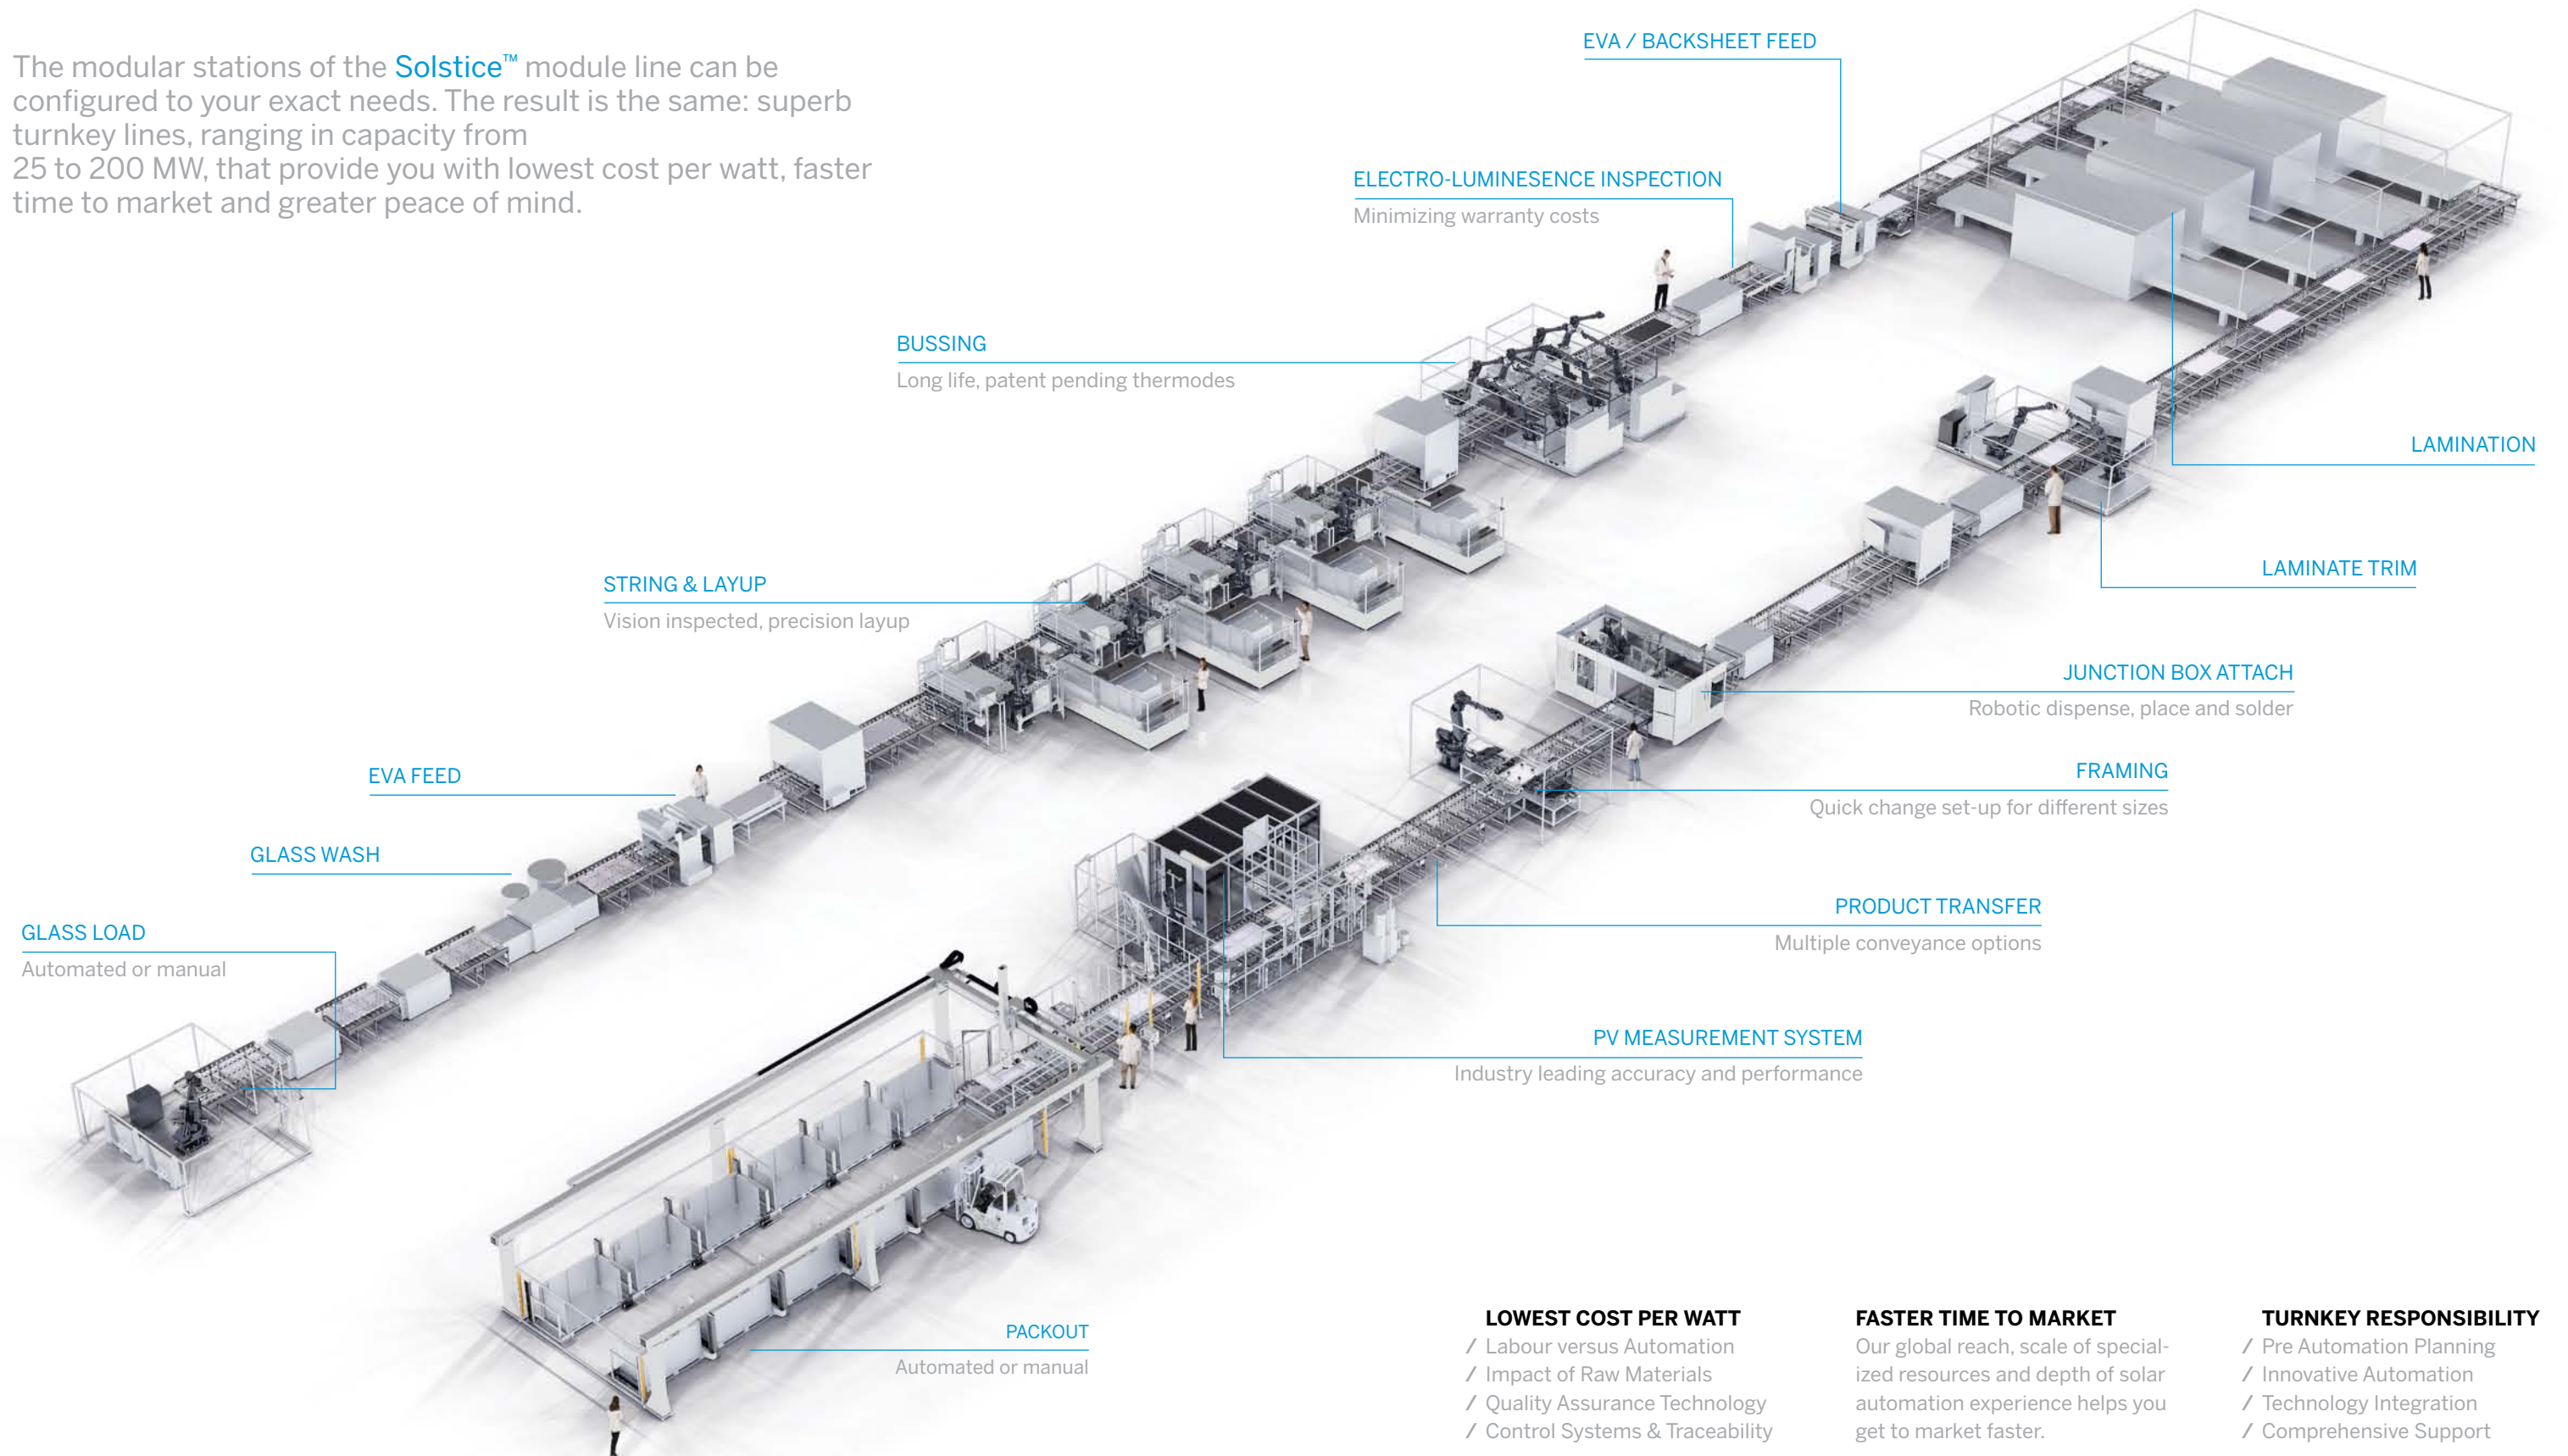 The modular stations of the Solstice™ module line can be
configured to your exact needs. The result is the same: superb
turnkey lines, ranging in capacity from
25 to 200 MW, that provide you with lowest cost per watt, faster
time to market and greater peace of mind.
EVA / BACKSHEET FEED
ELECTRO-LUMINESENCE INSPECTION
Minimizing warranty costs
BUSSING
Long life, patent pending thermodes
LAMINATION
STRING & LAYUP
Vision inspected, precision layup
LAMINATE TRIM
JUNCTION BOX ATTACH
Robotic dispense, place and solder
EVA FEED
FRAMING
Quick change set-up for different sizes
GLASS WASH
PRODUCT TRANSFER
Multiple conveyance options
GLASS LOAD
Automated or manual
PV MEASUREMENT SYSTEM
Industry leading accuracy and performance
PACKOUT
Automated or manual
LOWEST COST PER WATT
/ Labour versus Automation
/ Impact of Raw Materials
/ Quality Assurance Technology
/ Control Systems & Traceability
FASTER TIME TO MARKET
Our global reach, scale of special-
ized resources and depth of solar
automation experience helps you
get to market faster.
TURNKEY RESPONSIBILITY
/ Pre Automation Planning
/ Innovative Automation
/ Technology Integration
/ Comprehensive Support